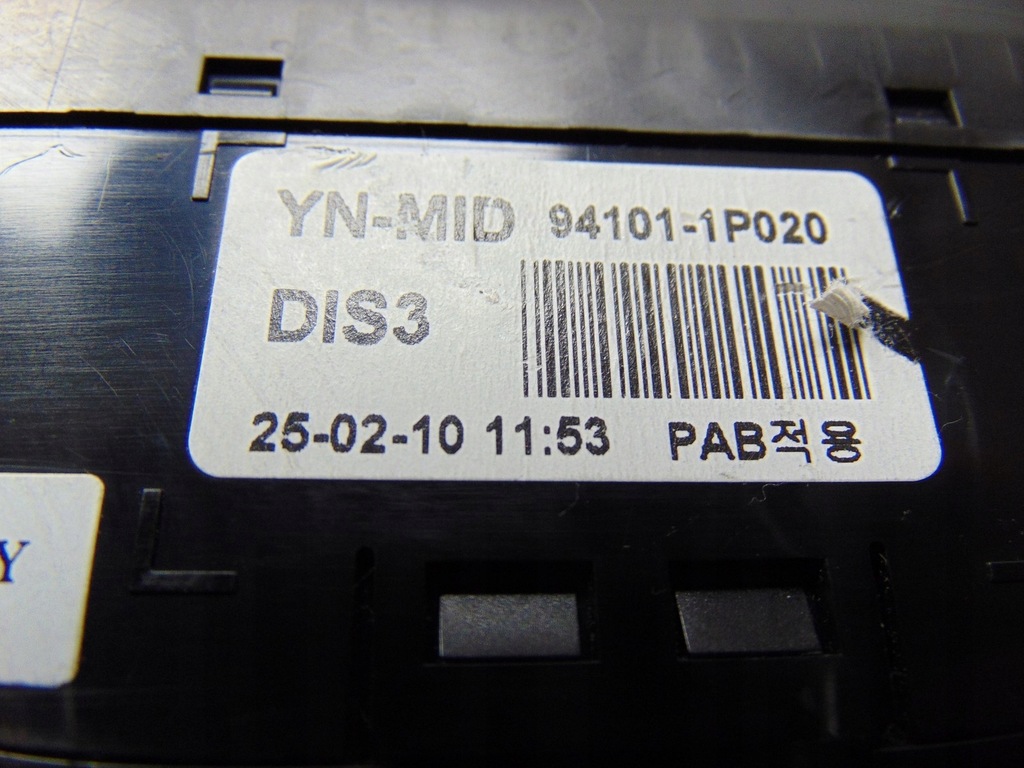 YN-MID 94101-1P020
DIS3
25-02-10 11:53 PAB적용
Y